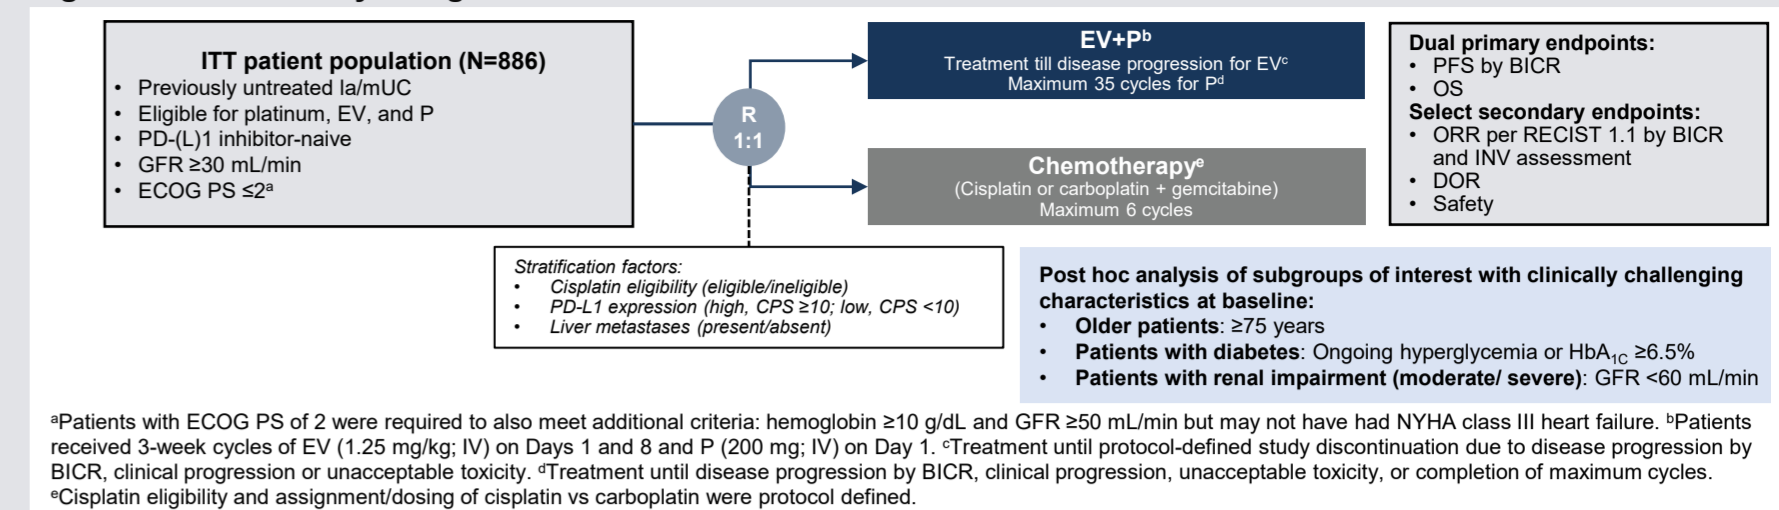 ITT patient population (N=886)
• Previously untreated la/mUC
• Eligible for platinum, EV, and P
• PD-(L)1 inhibitor-naive
• GFR ≥30 mL/min
• ECOG PS ≤2ᵃ
R
1:1
EV+Pᵇ
Treatment till disease progression for EVᶜ
Maximum 35 cycles for Pᵈ
Chemotherapyᵉ
(Cisplatin or carboplatin + gemcitabine)
Maximum 6 cycles
Dual primary endpoints:
• PFS by BICR
• OS
Select secondary endpoints:
• ORR per RECIST 1.1 by BICR
and INV assessment
• DOR
• Safety
Stratification factors:
• Cisplatin eligibility (eligible/ineligible)
• PD-L1 expression (high, CPS ≥10; low, CPS <10)
• Liver metastases (present/absent)
Post hoc analysis of subgroups of interest with clinically challenging
characteristics at baseline:
• Older patients: ≥75 years
• Patients with diabetes: Ongoing hyperglycemia or HbA1C ≥6.5%
• Patients with renal impairment (moderate/ severe): GFR <60 mL/min
ᵃPatients with ECOG PS of 2 were required to also meet additional criteria: hemoglobin ≥10 g/dL and GFR ≥50 mL/min but may not have had NYHA class III heart failure. ᵇPatients
received 3-week cycles of EV (1.25 mg/kg; IV) on Days 1 and 8 and P (200 mg; IV) on Day 1. ᶜTreatment until protocol-defined study discontinuation due to disease progression by
BICR, clinical progression or unacceptable toxicity. ᵈTreatment until disease progression by BICR, clinical progression, unacceptable toxicity, or completion of maximum cycles.
ᵉCisplatin eligibility and assignment/dosing of cisplatin vs carboplatin were protocol defined.